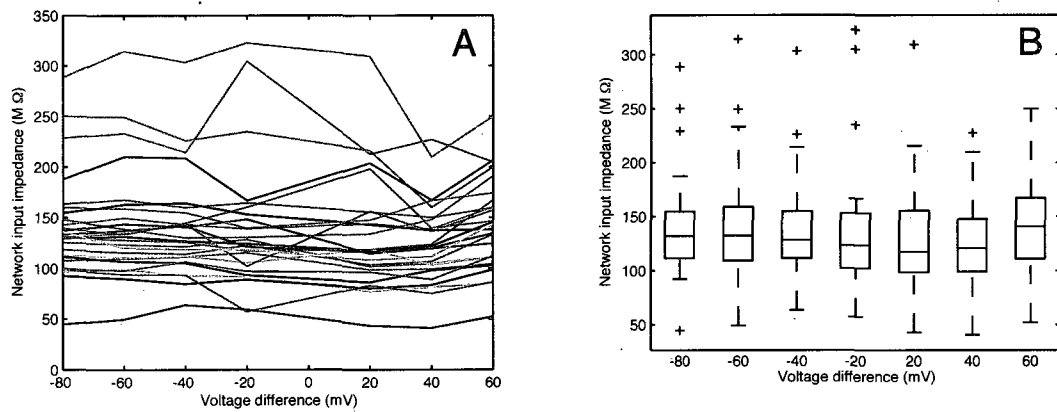 A
350
300
250
200
150
100
50
0
Network input impedance (M Ω)
-80 -60 -40 -20 0 20 40 60
Voltage difference (mV)
B
300
250
200
150
100
50
Network input impedance (M Ω)
-80 -60 -40 -20 20 40 60
Voltage difference (mV)